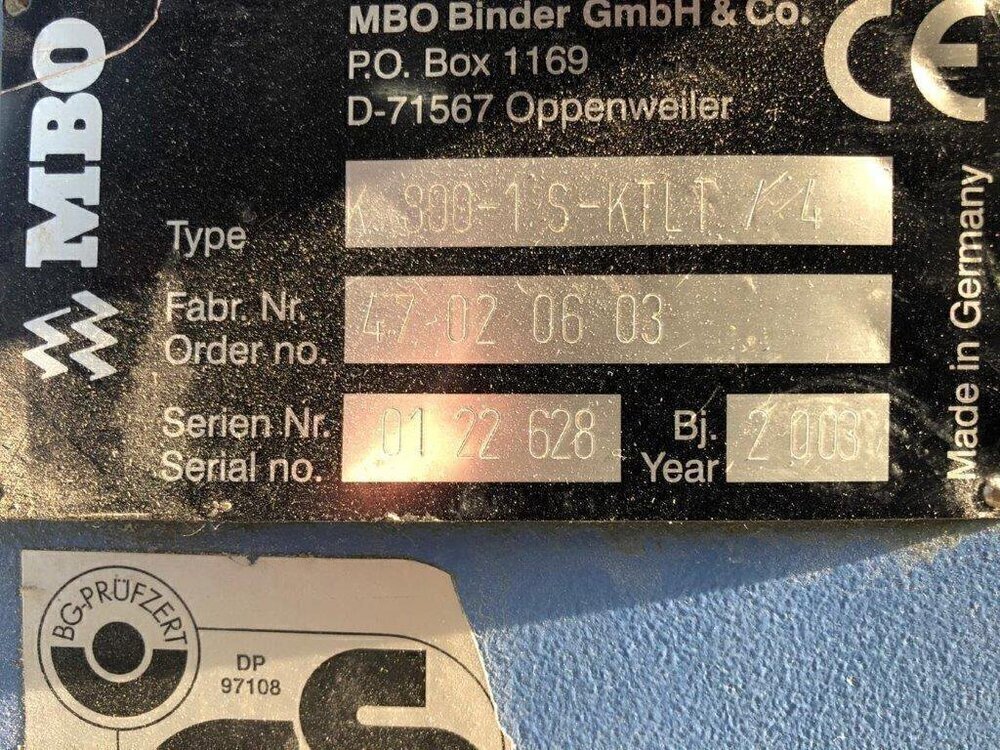 MBO
MBO Binder GmbH & Co.
P.O. Box 1169
D-71567 Oppenweiler
CE
Type
K 800-1 S-KTLT / 4
Fabr. Nr.
Order no.
47 02 06 03
Serien Nr.
Serial no.
01 22 628
Bj.
Year
2003
Made in Germany
BG-PRÜFZERT
DP
97108
GS